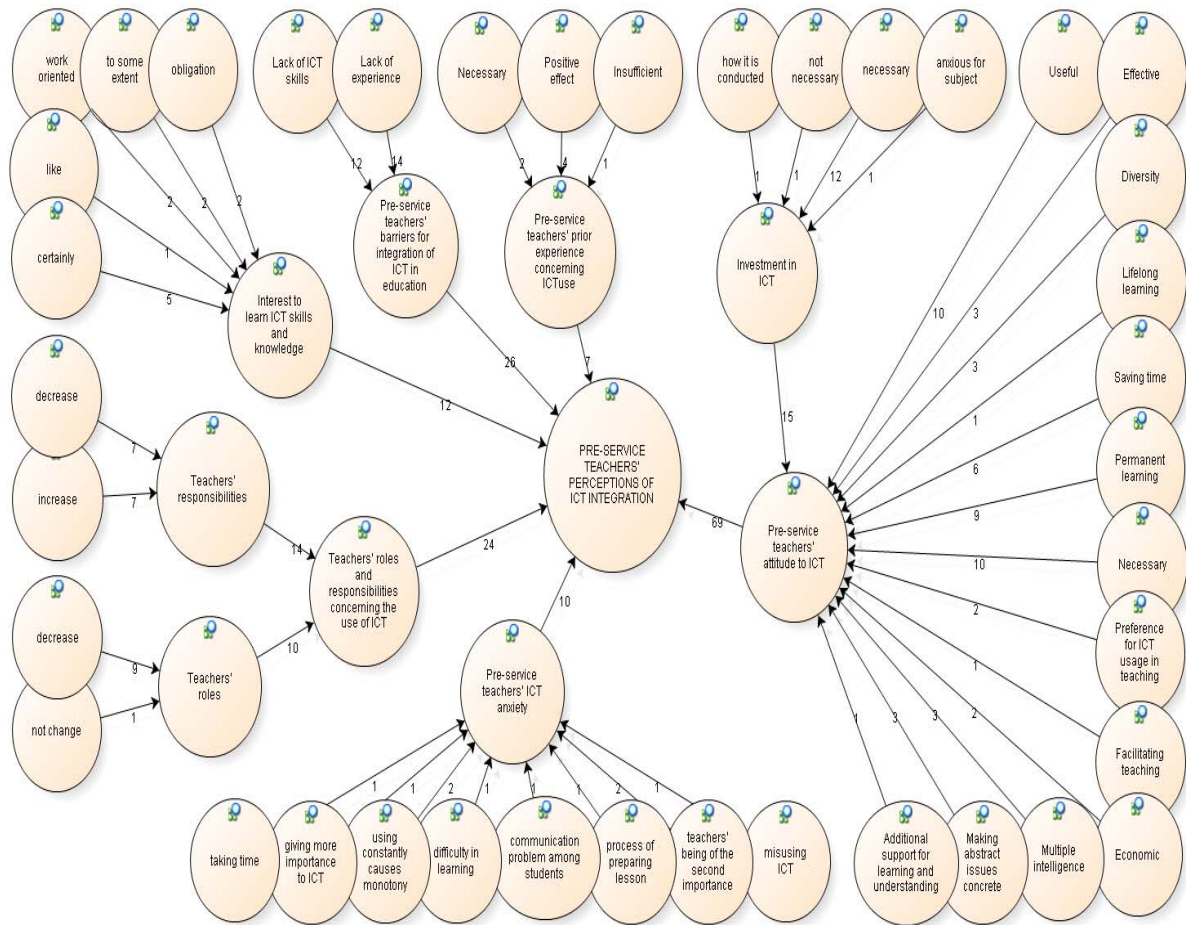 work
oriented
to some
extent
obligation
Lack of ICT
skills
Lack of
experience
Necessary
Positive
effect
Insufficient
how it is
conducted
not
necessary
necessary
anxious for
subject
Useful
Effective
like
certainly
2
2
2
1
5
12
14
2
4
1
1
1
12
1
Diversity
Lifelong
learning
Saving time
Permanent
learning
Necessary
Preference
for ICT
usage in
teaching
Facilitating
teaching
Economic
Interest to
learn ICT skills
and
knowledge
Pre-service
teachers'
barriers for
integration of
ICT in
education
Pre-service
teachers' prior
experience
concerning
ICTuse
Investment in
ICT
10
3
3
1
6
9
10
2
1
2
3
3
1
12
26
7
15
decrease
increase
7
7
Teachers'
responsibilities
14
decrease
not change
9
1
Teachers'
roles
10
Teachers' roles
and
responsibilities
concerning the
use of ICT
24
PRE-SERVICE
TEACHERS'
PERCEPTIONS OF
ICT INTEGRATION
69
Pre-service
teachers'
attitude to ICT
10
Pre-service
teachers' ICT
anxiety
1
1
2
1
1
1
2
1
taking time
giving more
importance
to ICT
using
constantly
causes
monotony
difficulty in
learning
communication
problem among
students
process of
preparing
lesson
teachers'
being of the
second
importance
misusing
ICT
Additional
support for
learning and
understanding
Making
abstract
issues
concrete
Multiple
intelligence